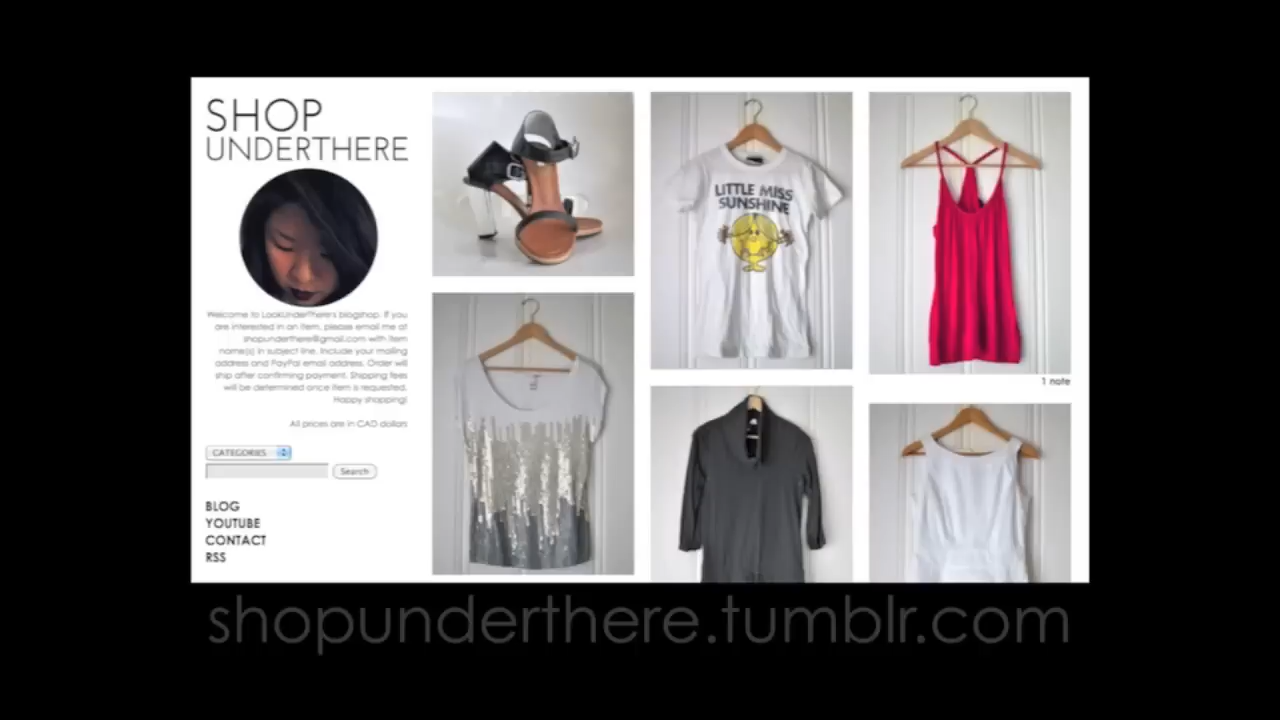 SHOP
UNDERTHERE
Welcome to LookUnderThere's blogshop. If you
are interested in an item, please email me at
shopunderthere@gmail.com with item
name(s) in subject line. Include your mailing
address and PayPal email address. Order will
ship after confirming payment. Shipping fees
will be determined once item is requested.
Happy shopping!
All prices are in CAD dollars
CATEGORIES
Search
BLOG
YOUTUBE
CONTACT
RSS
LITTLE MISS
SUNSHINE
1 note
shopunderthere.tumblr.com